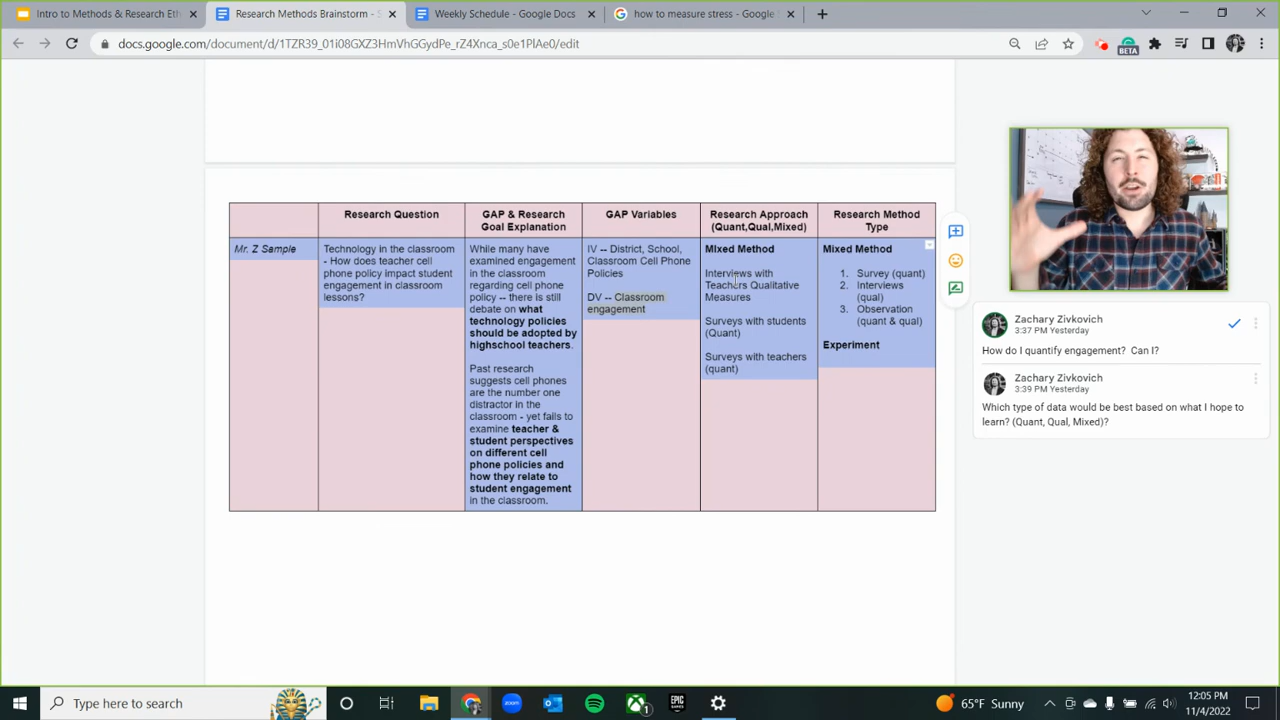 Intro to Methods & Research Eth
Research Methods Brainstorm - S
Weekly Schedule - Google Docs
how to measure stress - Google
docs.google.com/document/d/1TZR39_01i08GXZ3HmVhGGydPe_rZ4Xnca_s0e1PlAe0/edit
BETA
Research Question
GAP & Research
Goal Explanation
GAP Variables
Research Approach
(Quant,Qual,Mixed)
Research Method
Type
Mr. Z Sample
Technology in the classroom
- How does teacher cell
phone policy impact student
engagement in classroom
lessons?
While many have
examined engagement
in the classroom
regarding cell phone
policy -- there is still
debate on what
technology policies
should be adopted by
highschool teachers.
Past research
suggests cell phones
are the number one
distractor in the
classroom - yet fails to
examine teacher &
student perspectives
on different cell
phone policies and
how they relate to
student engagement
in the classroom.
IV -- District, School,
Classroom Cell Phone
Policies
DV -- Classroom
engagement
MIxed Method
Interviews with
Teachers Qualitative
Measures
Surveys with students
(Quant)
Surveys with teachers
(quant)
Mixed Method
1. Survey (quant)
2. Interviews
(qual)
3. Observation
(quant & qual)
Experiment
Zachary Zivkovich
3:37 PM Yesterday
How do I quantify engagement? Can I?
Zachary Zivkovich
3:39 PM Yesterday
Which type of data would be best based on what I hope to
learn? (Quant, Qual, Mixed)?
Type here to search
zoom
EPIC
GAMES
1
65°F Sunny
12:05 PM
11/4/2022